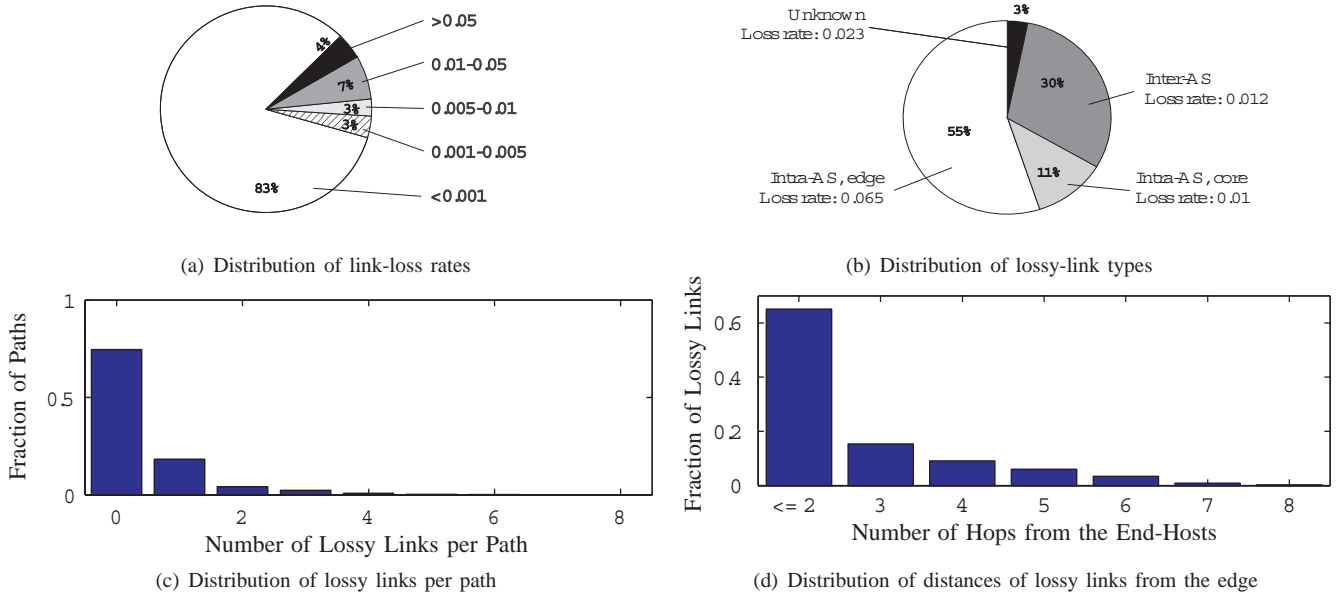 >0.05
4%
0.01-0.05
7%
0.005-0.01
3%
3%
0.001-0.005
83%
<0.001
(a) Distribution of link-loss rates
Unknown
Loss rate: 0.023
3%
30%
Inter-AS
Loss rate: 0.012
55%
11%
Intra-AS, edge
Loss rate: 0.065
Intra-AS, core
Loss rate: 0.01
(b) Distribution of lossy-link types
Fraction of Paths
1
0.5
0
0 2 4 6 8
Number of Lossy Links per Path
(c) Distribution of lossy links per path
Fraction of Lossy Links
0.6
0.4
0.2
0
<= 2 3 4 5 6 7 8
Number of Hops from the End-Hosts
(d) Distribution of distances of lossy links from the edge